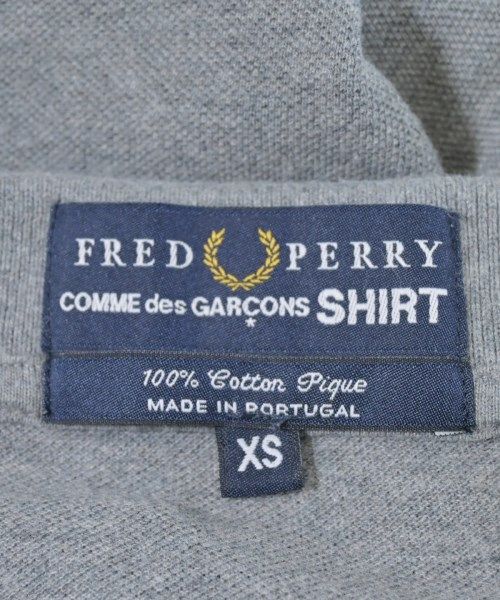 FRED PERRY
COMME des GARÇONS SHIRT
*
100% Cotton Pique
MADE IN PORTUGAL
XS